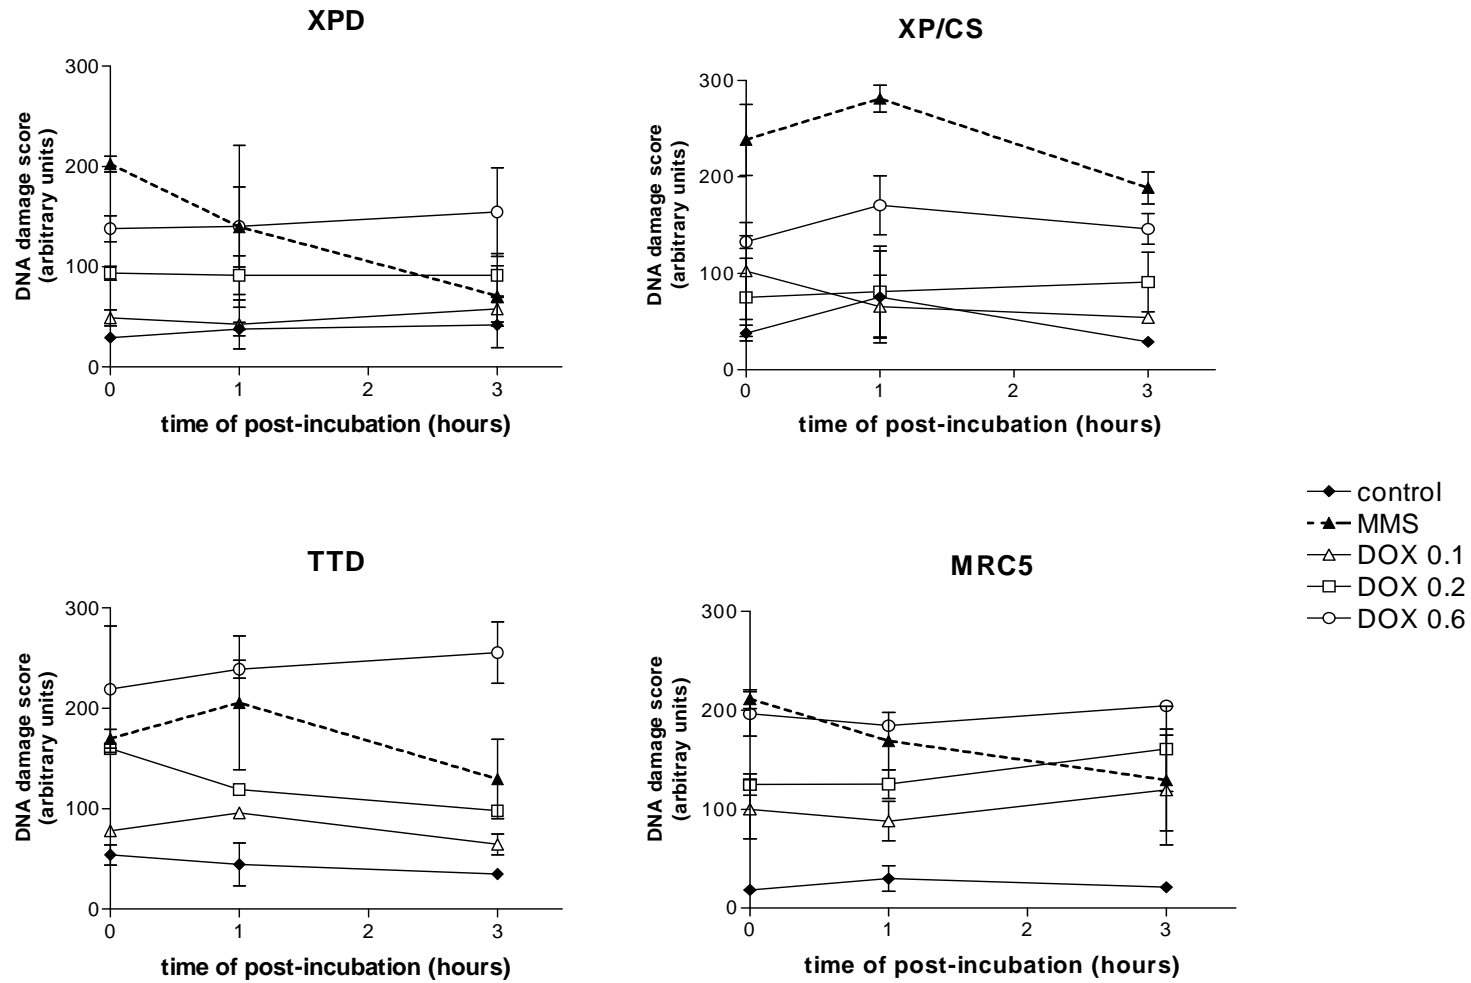 XPD
300
200
100
0
DNA damage score
(arbitrary units)
0 1 2 3
time of post-incubation (hours)
XP/CS
300
200
100
0
DNA damage score
(arbitrary units)
0 1 2 3
time of post-incubation (hours)
control
MMS
DOX 0.1
DOX 0.2
DOX 0.6
TTD
300
200
100
0
DNA damage score
(arbitrary units)
0 1 2 3
time of post-incubation (hours)
MRC5
300
200
100
0
DNA damage score
(arbitray units)
0 1 2 3
time of post-incubation (hours)